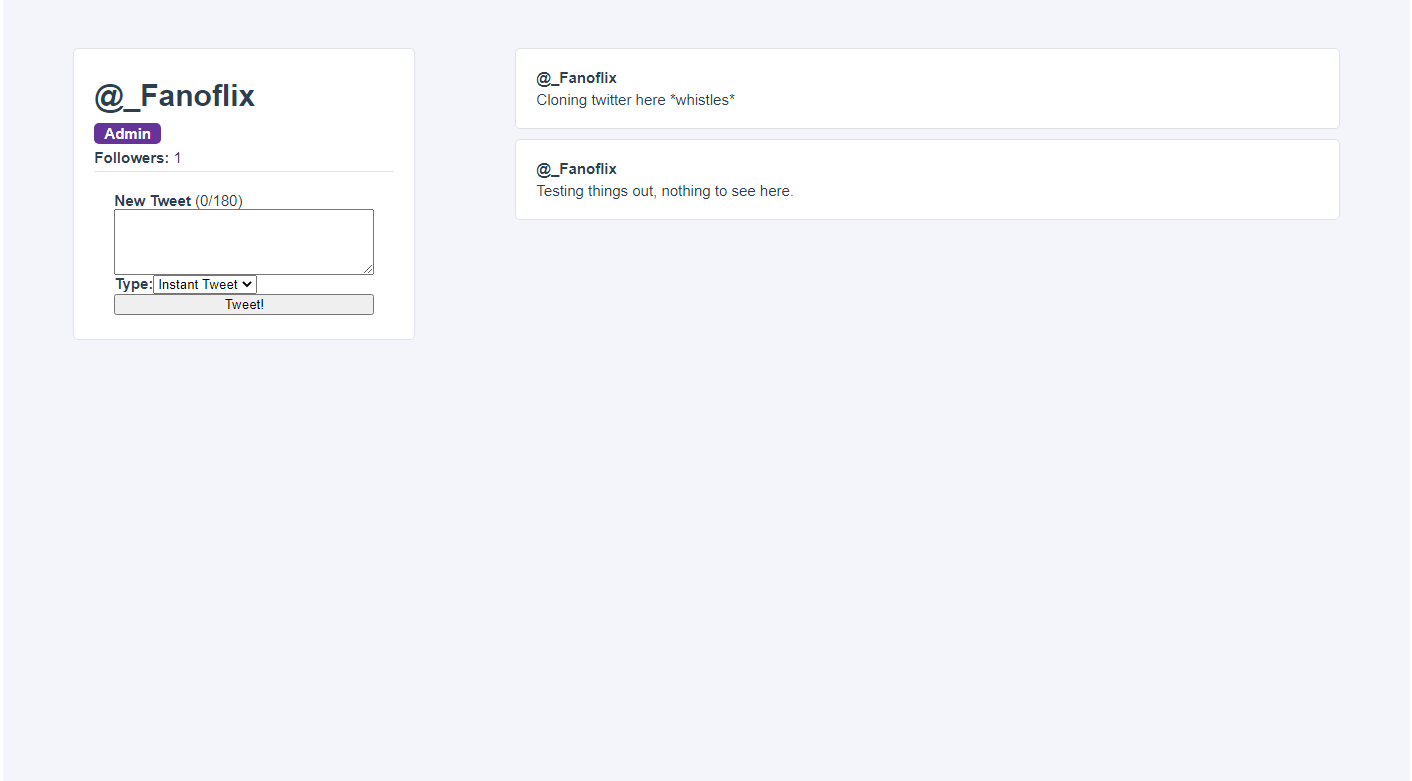 @_Fanoflix
Admin
Followers: 1
New Tweet (0/180)
Type: Instant Tweet
Tweet!
@_Fanoflix
Cloning twitter here *whistles*
@_Fanoflix
Testing things out, nothing to see here.